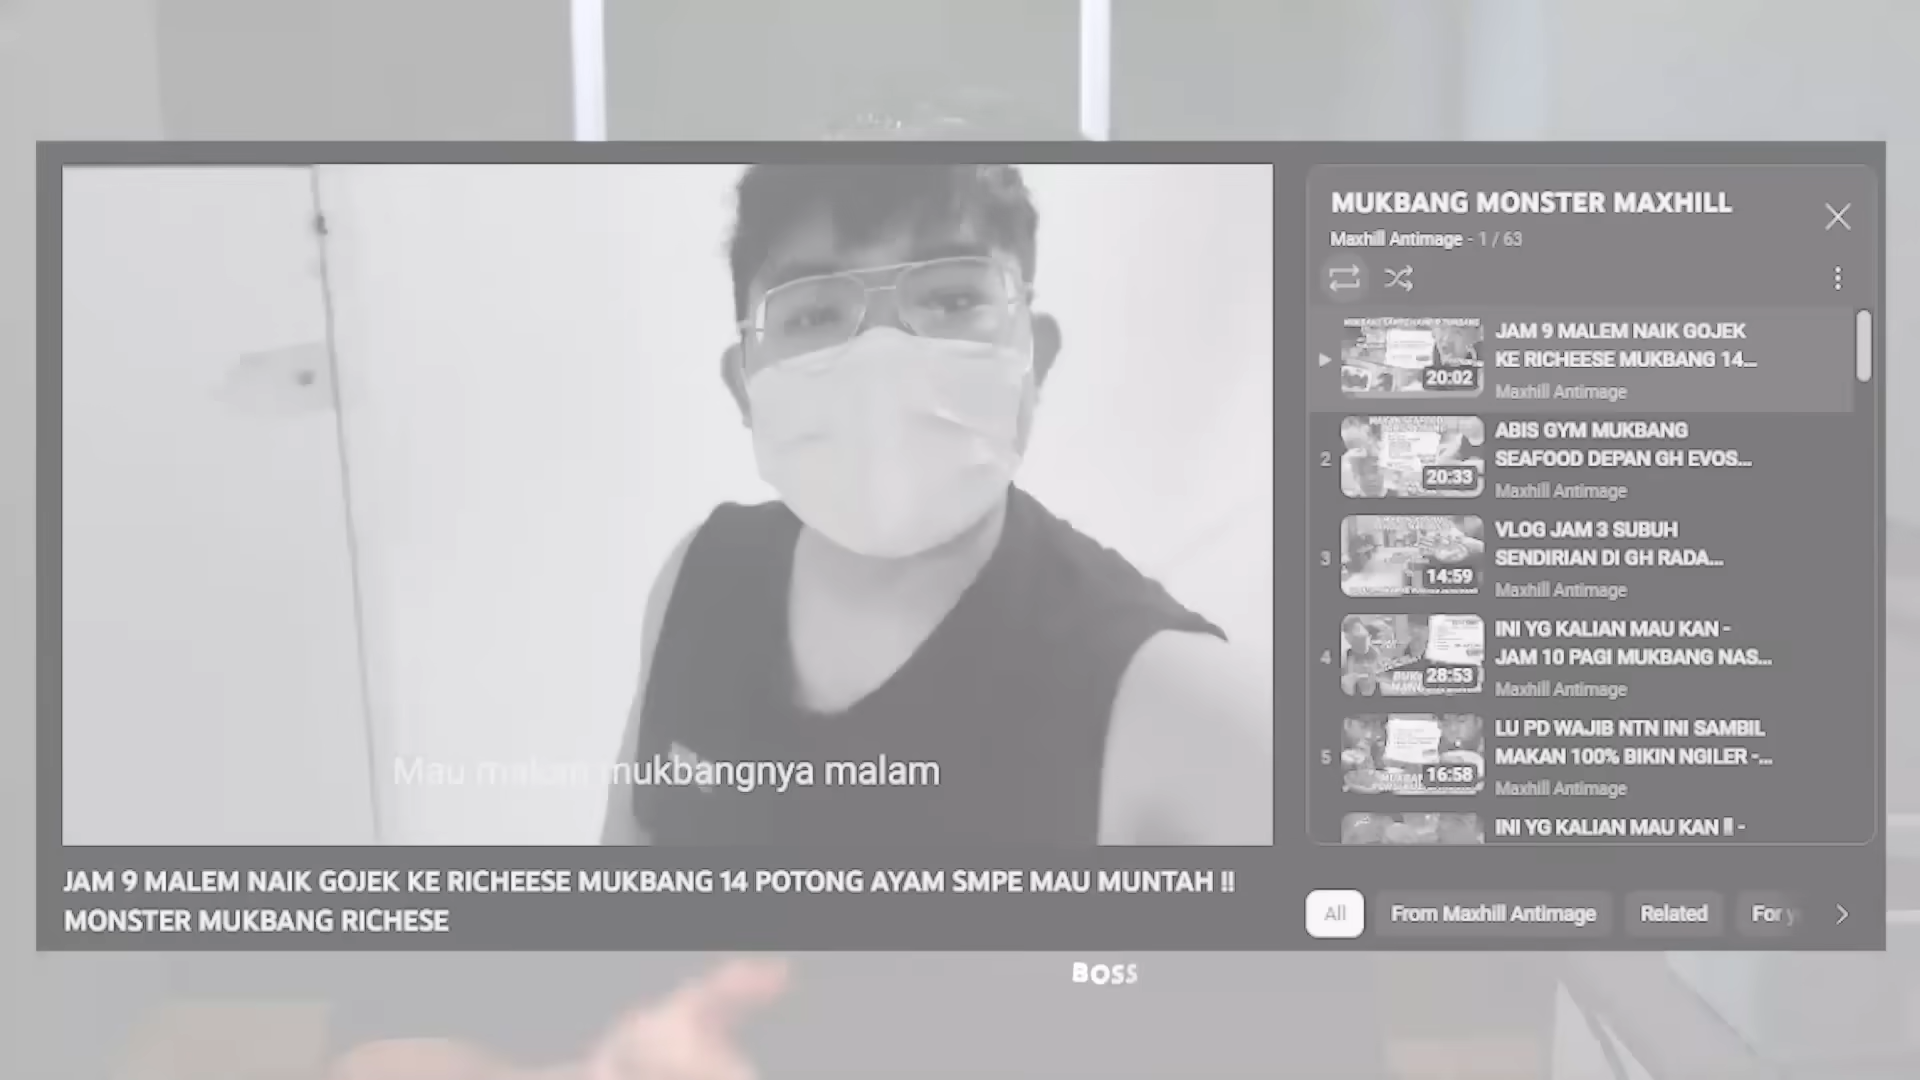 Mau makan mukbangnya malam
JAM 9 MALEM NAIK GOJEK KE RICHEESE MUKBANG 14 POTONG AYAM SMPE MAU MUNTAH !!
MONSTER MUKBANG RICHESE
MUKBANG MONSTER MAXHILL
Maxhill Antimage - 1 / 63
20:02
JAM 9 MALEM NAIK GOJEK
KE RICHEESE MUKBANG 14...
Maxhill Antimage
2
20:33
ABIS GYM MUKBANG
SEAFOOD DEPAN GH EVOS...
Maxhill Antimage
3
14:59
VLOG JAM 3 SUBUH
SENDIRIAN DI GH RADA...
Maxhill Antimage
4
28:53
INI YG KALIAN MAU KAN -
JAM 10 PAGI MUKBANG NAS...
Maxhill Antimage
5
16:58
LU PD WAJIB NTN INI SAMBIL
MAKAN 100% BIKIN NGILER -...
Maxhill Antimage
INI YG KALIAN MAU KAN !! -
All
From Maxhill Antimage
Related
For
BOSS